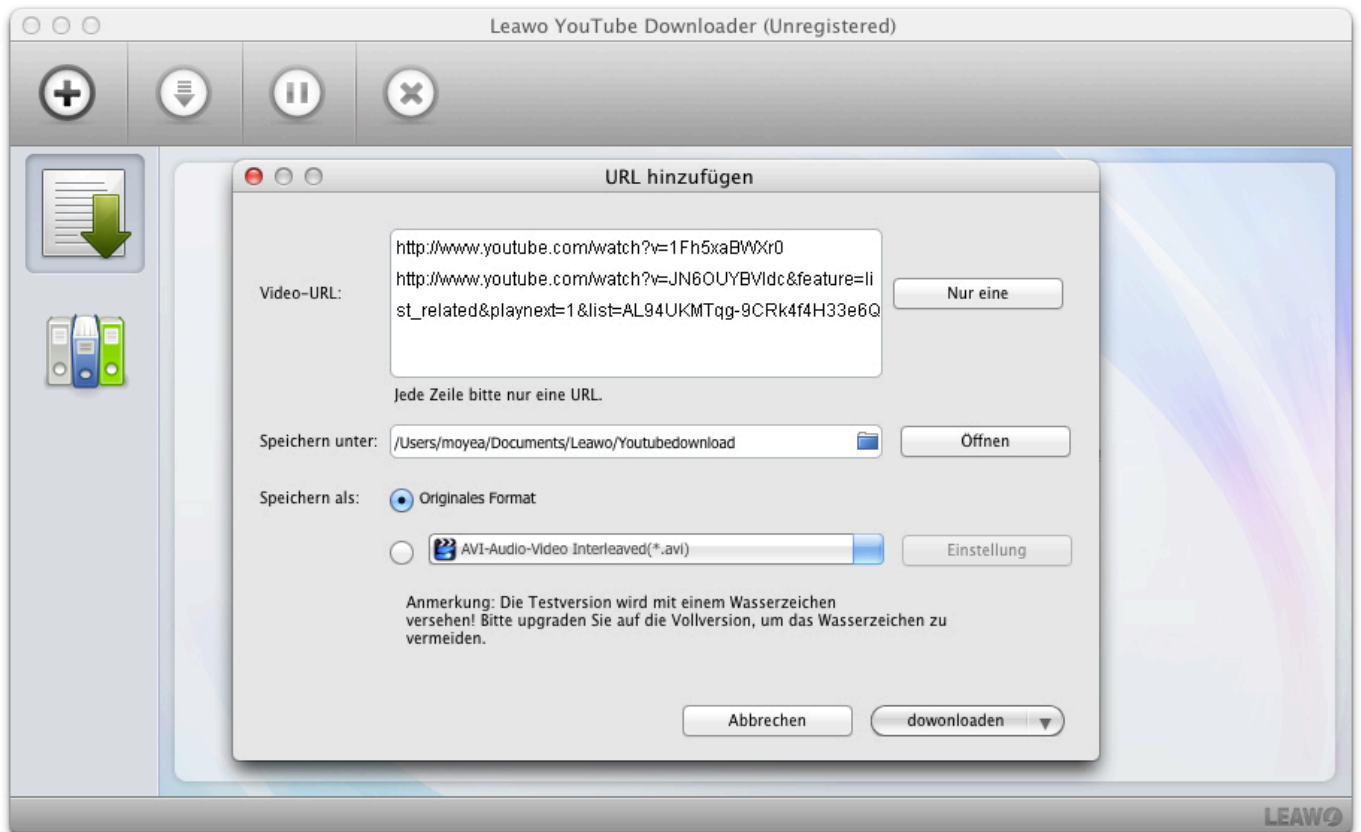 Leawo YouTube Downloader (Unregistered)
URL hinzufügen
Video-URL:
http://www.youtube.com/watch?v=1Fh5xaBWXr0
http://www.youtube.com/watch?v=JN6OUYBVldc&feature=li
st_related&playnext=1&list=AL94UKMTqg-9CRk4f4H33e6Q
Nur eine
Jede Zeile bitte nur eine URL.
Speichern unter:
/Users/moyea/Documents/Leawo/Youtubedownload
Öffnen
Speichern als:
Originales Format
AVI-Audio-Video Interleaved(*.avi)
Einstellung
Anmerkung: Die Testversion wird mit einem Wasserzeichen
versehen! Bitte upgraden Sie auf die Vollversion, um das Wasserzeichen zu
vermeiden.
Abbrechen
dowonloaden
LEAWO